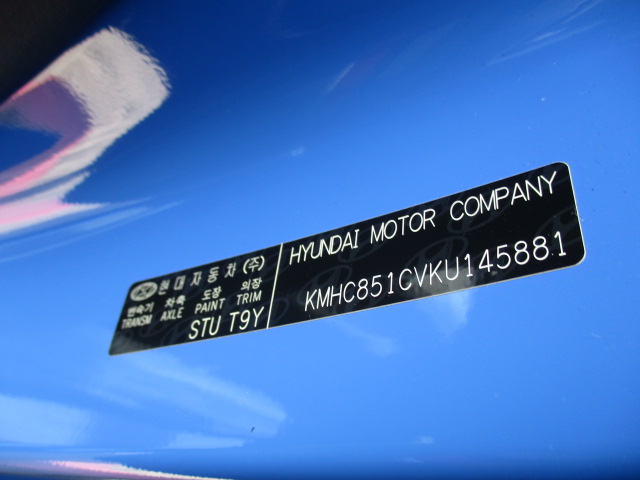 현대자동차(주)
변속기 차축 도장 의장
TRANSM AXLE PAINT TRIM
STU T9Y
HYUNDAI MOTOR COMPANY
KMHC851CVKU145881